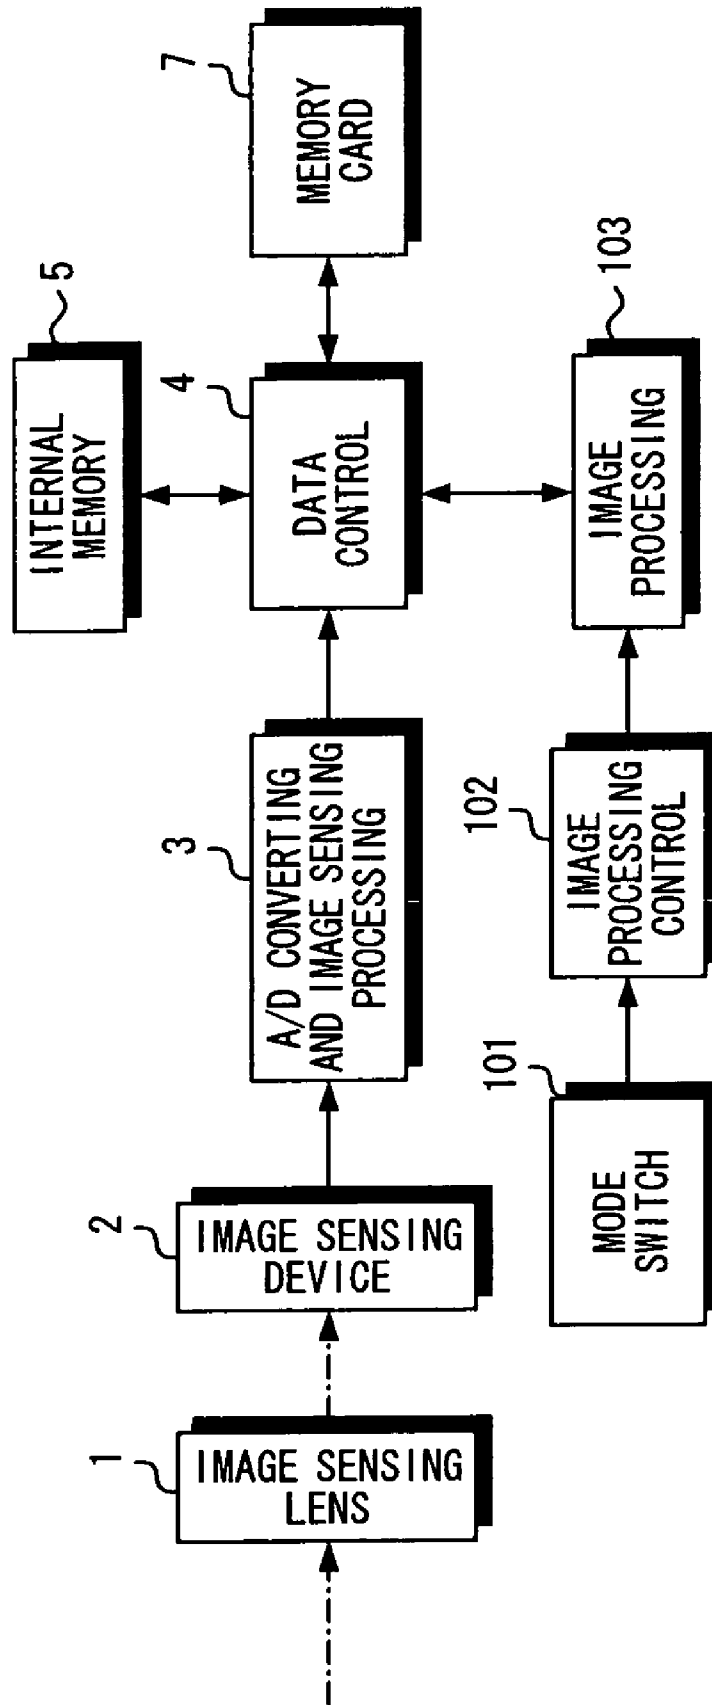 1
IMAGE SENSING
LENS
2
IMAGE SENSING
DEVICE
3
A/D CONVERTING
AND IMAGE SENSING
PROCESSING
4
DATA
CONTROL
5
INTERNAL
MEMORY
7
MEMORY
CARD
101
MODE
SWITCH
102
IMAGE
PROCESSING
CONTROL
103
IMAGE
PROCESSING